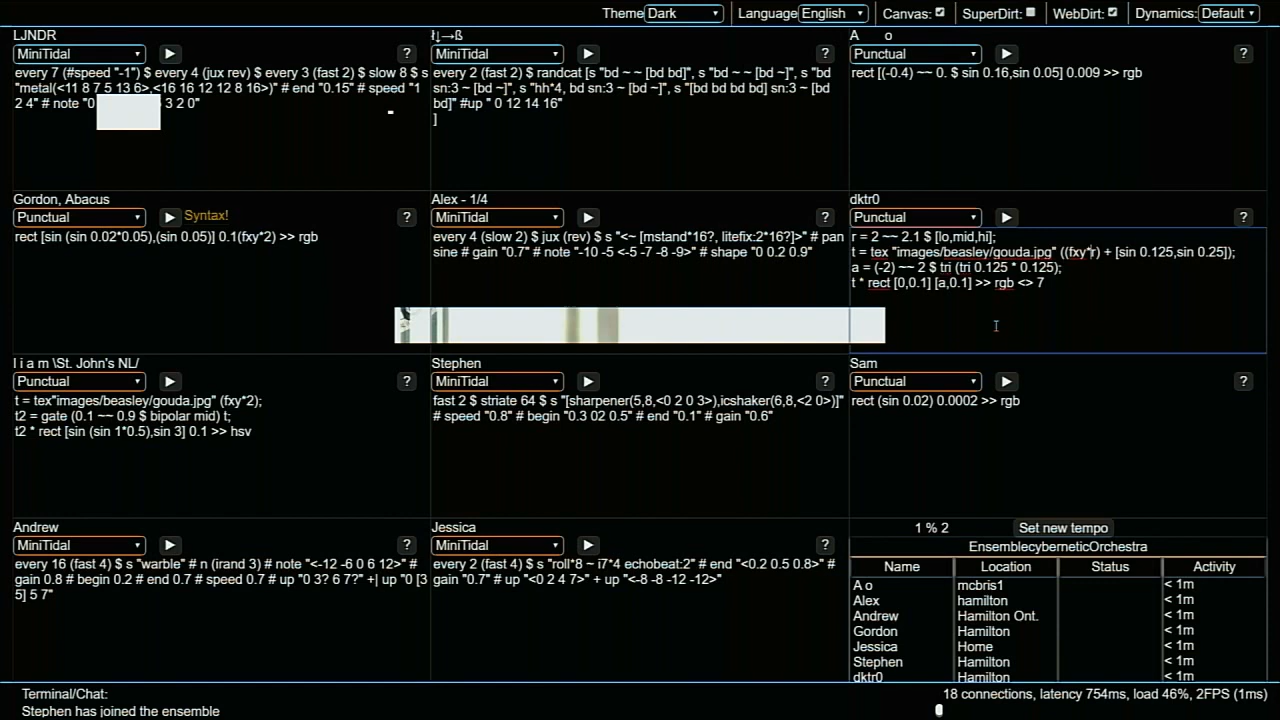 Theme Dark Language English Canvas: SuperDirt: WebDirt: Dynamics: Default
LJNDR
MiniTidal ?
every 7 (#speed "-1") $ every 4 (jux rev) $ every 3 (fast 2) $ slow 8 $ s
"metal(<11 8 7 5 13 6>,<16 16 12 12 8 16>)" # end "0.15" # speed "1
2 4" # note "0 3 2 0"
ł↓→ß
MiniTidal ?
every 2 (fast 2) $ randcat [s "bd ~ ~ [bd bd]", s "bd ~ ~ [bd ~]", s "bd
sn:3 ~ [bd ~]", s "hh*4, bd sn:3 ~ [bd ~]", s "[bd bd bd bd] sn:3 ~ [bd
bd]" #up " 0 12 14 16"
]
A o
Punctual ?
rect [(-0.4) ~~ 0. $ sin 0.16,sin 0.05] 0.009 >> rgb
Gordon, Abacus
Punctual Syntax! ?
rect [sin (sin 0.02*0.05),(sin 0.05)] 0.1(fxy*2) >> rgb
Alex - 1/4
MiniTidal ?
every 4 (slow 2) $ jux (rev) $ s "<~ [mstand*16?, litefix:2*16?]>" # pan
sine # gain "0.7" # note "-10 -5 <-5 -7 -8 -9>" # shape "0 0.2 0.9"
dktr0
Punctual ?
r = 2 ~~ 2.1 $ [lo,mid,hi];
t = tex "images/beasley/gouda.jpg" ((fxy*r) + [sin 0.125,sin 0.25]);
a = (-2) ~~ 2 $ tri (tri 0.125 * 0.125);
t * rect [0,0.1] [a,0.1] >> rgb <> 7
I i a m \St. John's NL/
Punctual ?
t = tex"images/beasley/gouda.jpg" (fxy*2);
t2 = gate (0.1 ~~ 0.9 $ bipolar mid) t;
t2 * rect [sin (sin 1*0.5),sin 3] 0.1 >> hsv
Stephen
MiniTidal ?
fast 2 $ striate 64 $ s "[sharpener(5,8,<0 2 0 3>),icshaker(6,8,<2 0>)]"
# speed "0.8" # begin "0.3 02 0.5" # end "0.1" # gain "0.6"
Sam
Punctual ?
rect (sin 0.02) 0.0002 >> rgb
Andrew
MiniTidal ?
every 16 (fast 4) $ s "warble" # n (irand 3) # note "<-12 -6 0 6 12>" #
gain 0.8 # begin 0.2 # end 0.7 # speed 0.7 # up "0 3? 6 7?" +| up "0 [3
5] 5 7"
Jessica
MiniTidal ?
every 2 (fast 4) $ s "roll*8 ~ i7*4 echobeat:2" # end "<0.2 0.5 0.8>" #
gain "0.7" # up "<0 2 4 7>" + up "<-8 -8 -12 -12>"
1 % 2 Set new tempo
EnsemblecyberneticOrchestra
Name Location Status Activity
A o mcbris1 < 1m
Alex hamilton < 1m
Andrew Hamilton Ont. < 1m
Gordon Hamilton < 1m
Jessica Home < 1m
Stephen Hamilton < 1m
dktr0 Hamilton < 1m
Terminal/Chat:
Stephen has joined the ensemble
18 connections, latency 754ms, load 46%, 2FPS (1ms)